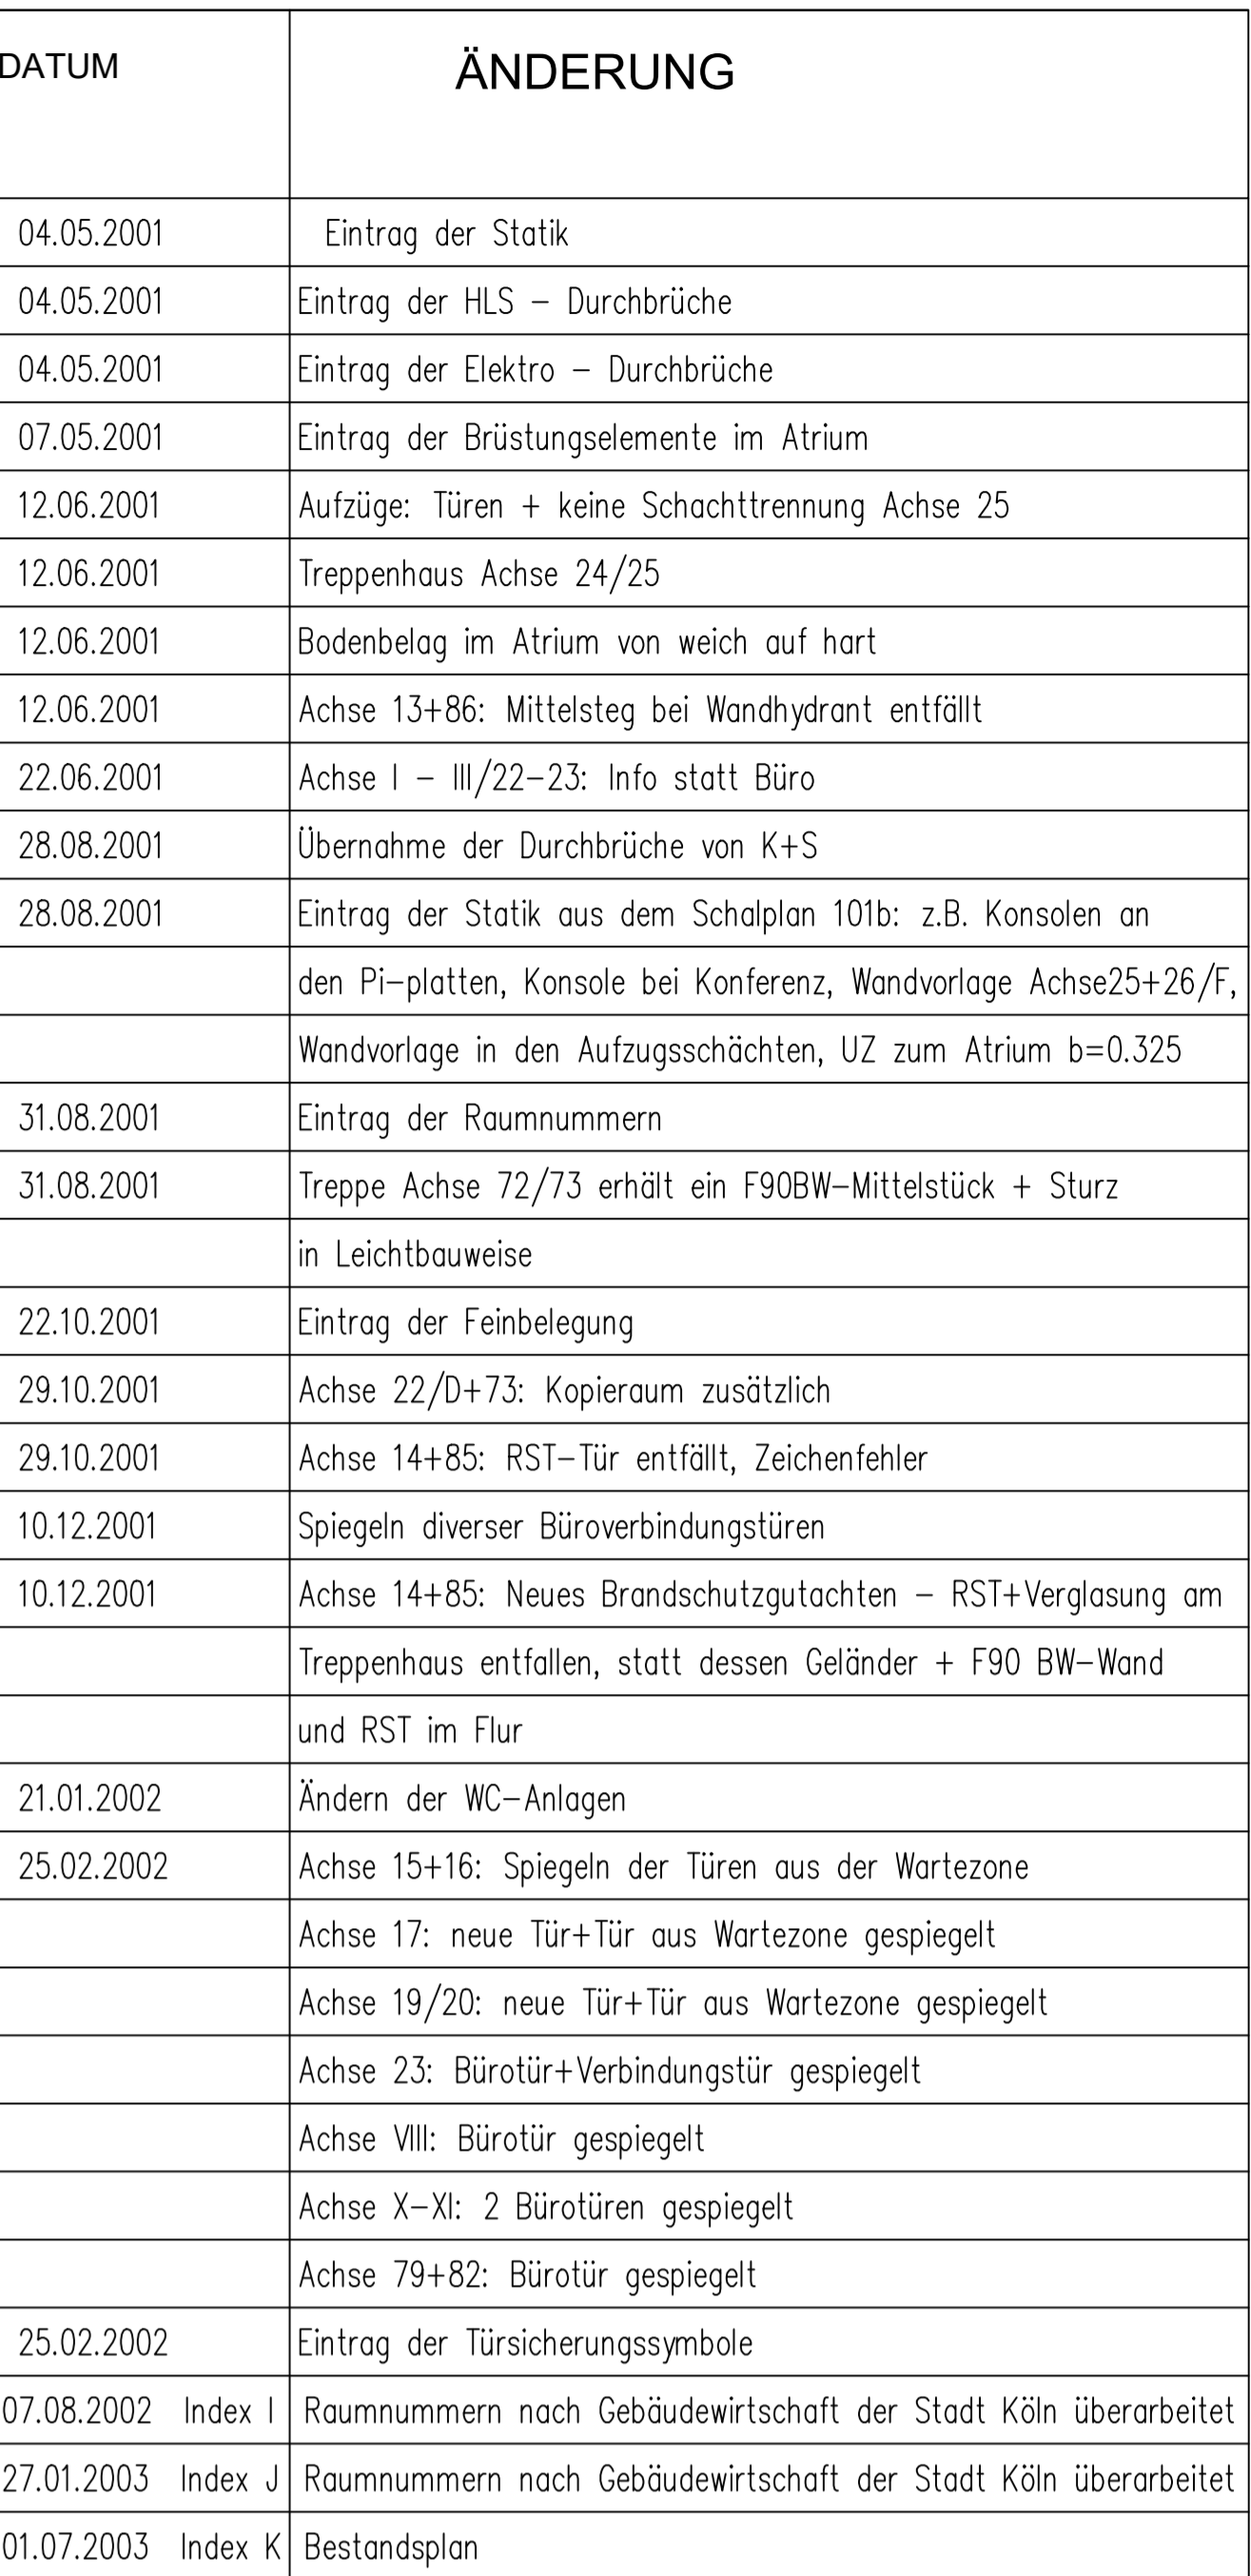 DATUM ÄNDERUNG
04.05.2001 Eintrag der Statik
04.05.2001 Eintrag der HLS – Durchbrüche
04.05.2001 Eintrag der Elektro – Durchbrüche
07.05.2001 Eintrag der Brüstungselemente im Atrium
12.06.2001 Aufzüge: Türen + keine Schachttrennung Achse 25
12.06.2001 Treppenhaus Achse 24/25
12.06.2001 Bodenbelag im Atrium von weich auf hart
12.06.2001 Achse 13+86: Mittelsteg bei Wandhydrant entfällt
22.06.2001 Achse I – III/22–23: Info statt Büro
28.08.2001 Übernahme der Durchbrüche von K+S
28.08.2001 Eintrag der Statik aus dem Schalplan 101b: z.B. Konsolen an
den Pi–platten, Konsole bei Konferenz, Wandvorlage Achse25+26/F,
Wandvorlage in den Aufzugsschächten, UZ zum Atrium b=0.325
31.08.2001 Eintrag der Raumnummern
31.08.2001 Treppe Achse 72/73 erhält ein F90BW–Mittelstück + Sturz
in Leichtbauweise
22.10.2001 Eintrag der Feinbelegung
29.10.2001 Achse 22/D+73: Kopieraum zusätzlich
29.10.2001 Achse 14+85: RST–Tür entfällt, Zeichenfehler
10.12.2001 Spiegeln diverser Büroverbindungstüren
10.12.2001 Achse 14+85: Neues Brandschutzgutachten – RST+Verglasung am
Treppenhaus entfallen, statt dessen Geländer + F90 BW–Wand
und RST im Flur
21.01.2002 Ändern der WC–Anlagen
25.02.2002 Achse 15+16: Spiegeln der Türen aus der Wartezone
Achse 17: neue Tür+Tür aus Wartezone gespiegelt
Achse 19/20: neue Tür+Tür aus Wartezone gespiegelt
Achse 23: Bürotür+Verbindungstür gespiegelt
Achse VIII: Bürotür gespiegelt
Achse X–XI: 2 Bürotüren gespiegelt
Achse 79+82: Bürotür gespiegelt
25.02.2002 Eintrag der Türsicherungssymbole
07.08.2002 Index I Raumnummern nach Gebäudewirtschaft der Stadt Köln überarbeitet
27.01.2003 Index J Raumnummern nach Gebäudewirtschaft der Stadt Köln überarbeitet
01.07.2003 Index K Bestandsplan